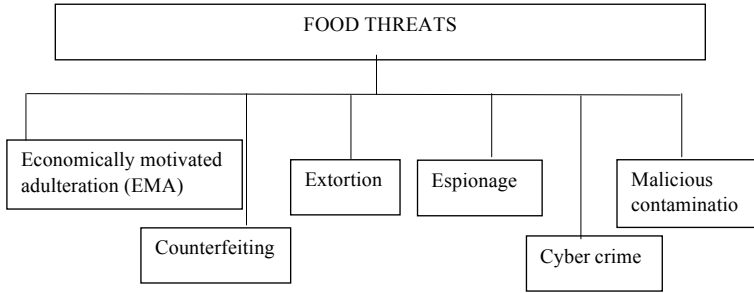 FOOD THREATS
Economically motivated
adulteration (EMA)
Extortion
Espionage
Malicious
contaminatio
Counterfeiting
Cyber crime